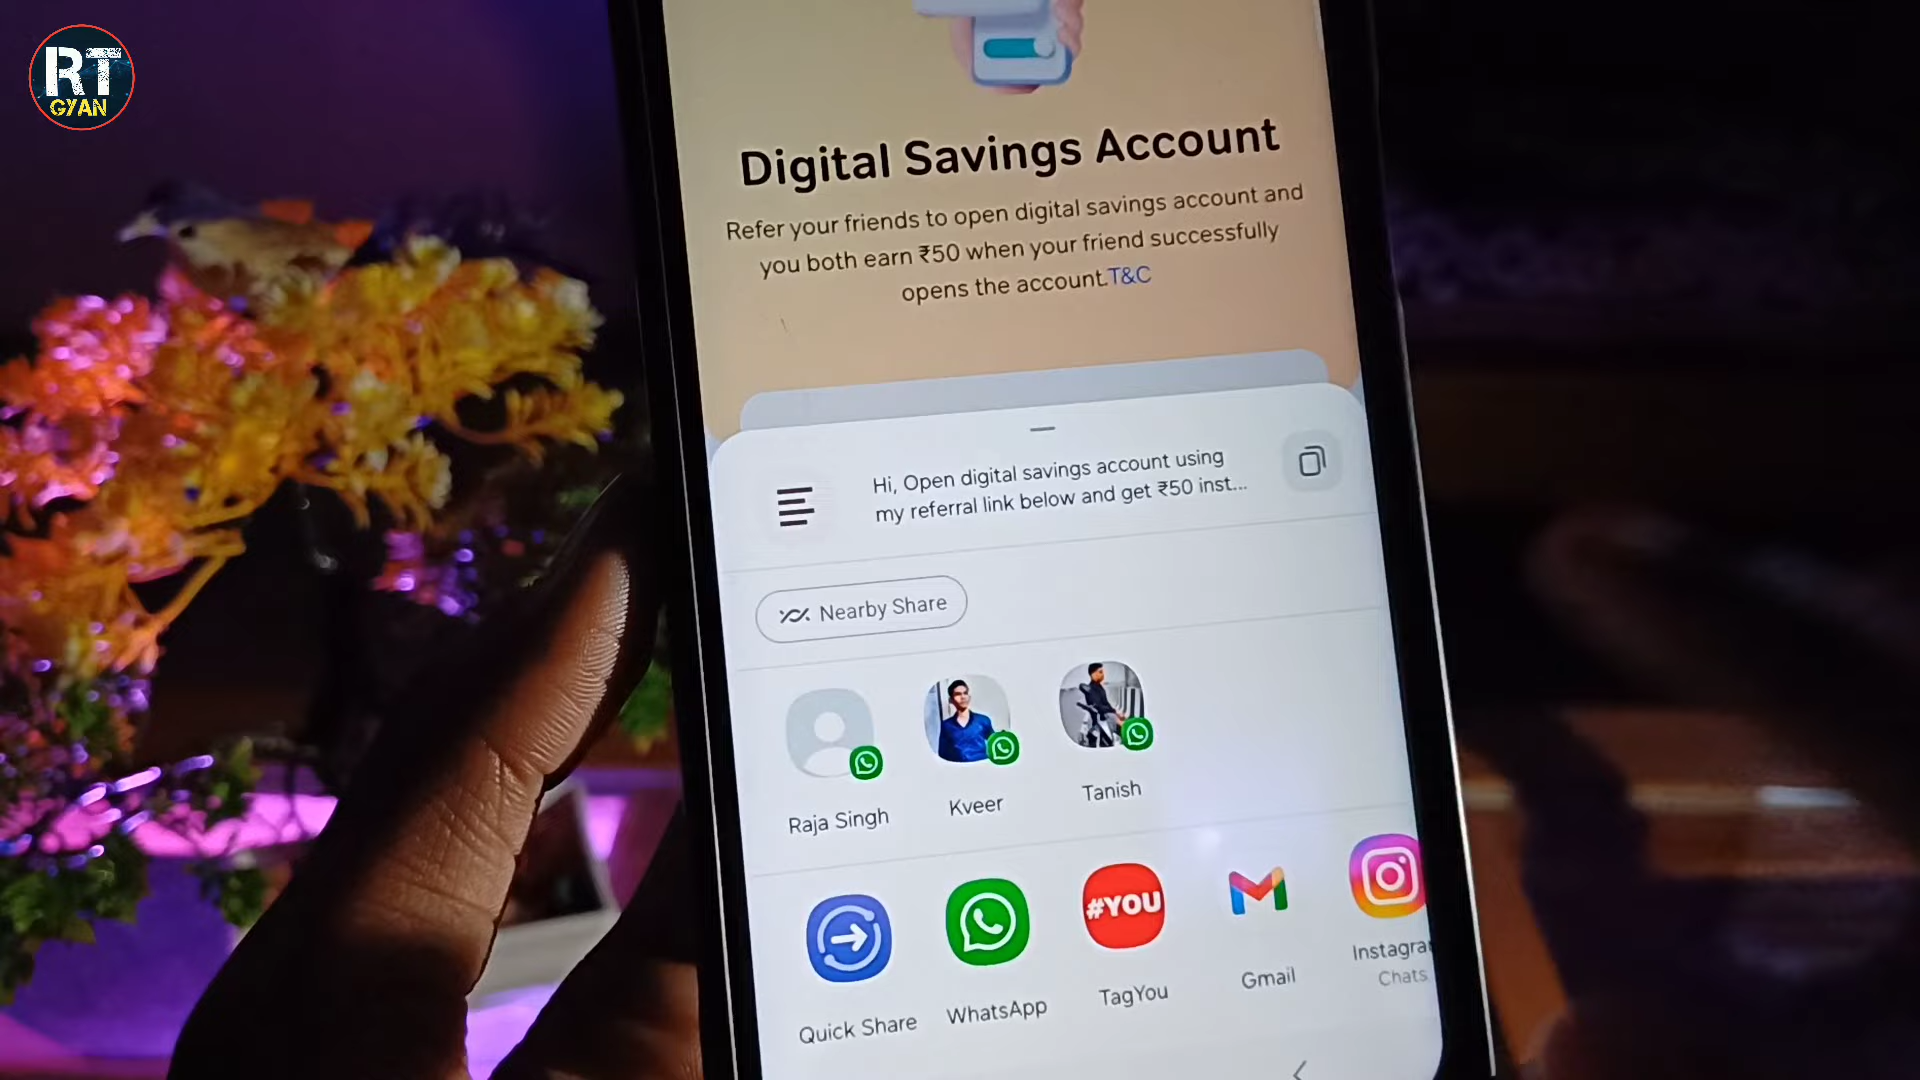 RT
GYAN
Digital Savings Account
Refer your friends to open digital savings account and
you both earn ₹50 when your friend successfully
opens the account.T&C
Hi, Open digital savings account using
my referral link below and get ₹50 inst...
Nearby Share
Raja Singh
Kveer
Tanish
#YOU
Quick Share
WhatsApp
TagYou
Gmail
Instagra
Chats